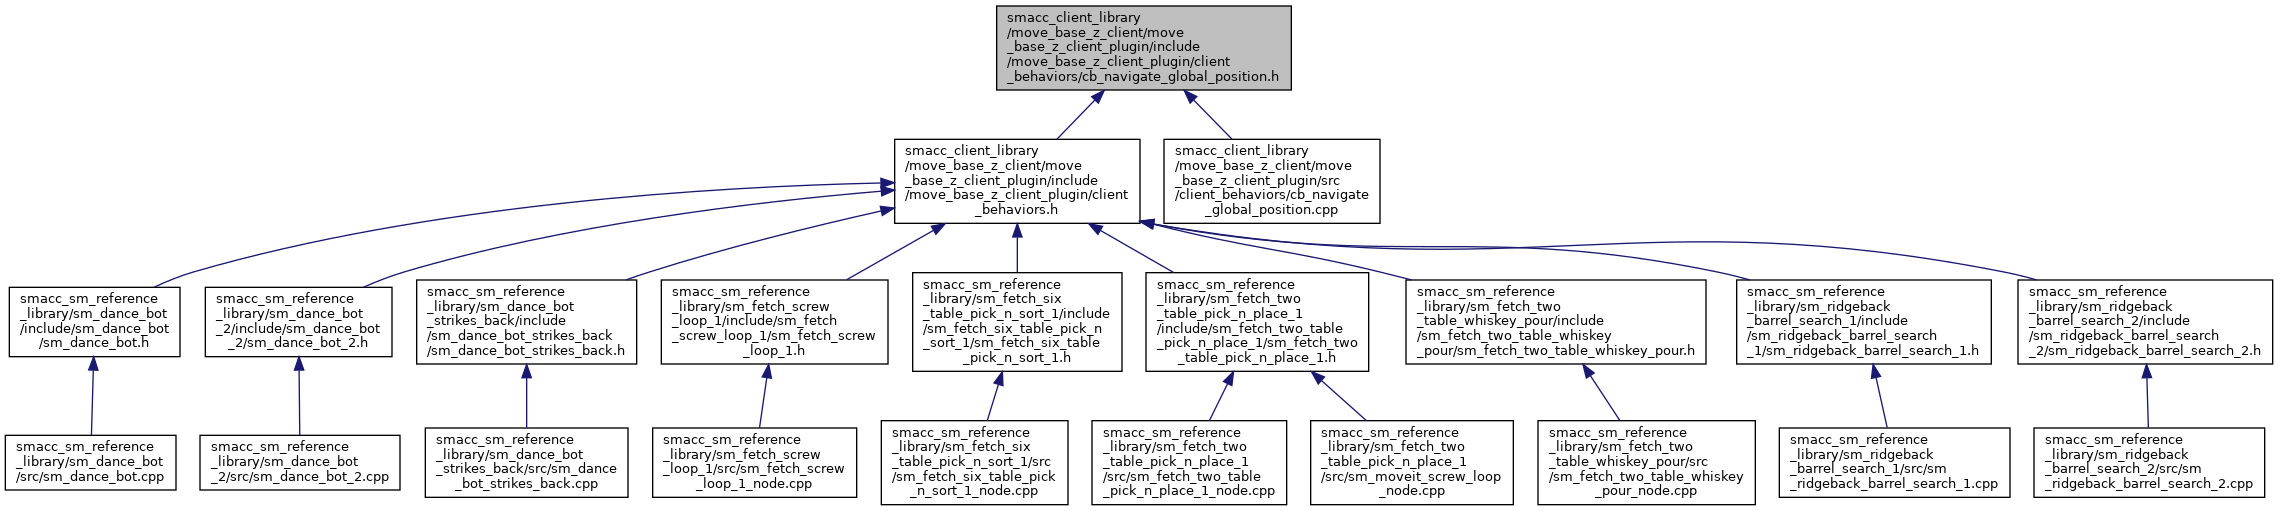 smacc_client_library
/move_base_z_client/move
_base_z_client_plugin/include
/move_base_z_client_plugin/client
_behaviors/cb_navigate_global_position.h
smacc_client_library
/move_base_z_client/move
_base_z_client_plugin/include
/move_base_z_client_plugin/client
_behaviors.h
smacc_client_library
/move_base_z_client/move
_base_z_client_plugin/src
/client_behaviors/cb_navigate
_global_position.cpp
smacc_sm_reference
_library/sm_dance_bot
/include/sm_dance_bot
/sm_dance_bot.h
smacc_sm_reference
_library/sm_dance_bot
_2/include/sm_dance_bot
_2/sm_dance_bot_2.h
smacc_sm_reference
_library/sm_dance_bot
_strikes_back/include
/sm_dance_bot_strikes_back
/sm_dance_bot_strikes_back.h
smacc_sm_reference
_library/sm_fetch_screw
_loop_1/include/sm_fetch
_screw_loop_1/sm_fetch_screw
_loop_1.h
smacc_sm_reference
_library/sm_fetch_six
_table_pick_n_sort_1/include
/sm_fetch_six_table_pick_n
_sort_1/sm_fetch_six_table
_pick_n_sort_1.h
smacc_sm_reference
_library/sm_fetch_two
_table_pick_n_place_1
/include/sm_fetch_two_table
_pick_n_place_1/sm_fetch_two
_table_pick_n_place_1.h
smacc_sm_reference
_library/sm_fetch_two
_table_whiskey_pour/include
/sm_fetch_two_table_whiskey
_pour/sm_fetch_two_table_whiskey_pour.h
smacc_sm_reference
_library/sm_ridgeback
_barrel_search_1/include
/sm_ridgeback_barrel_search
_1/sm_ridgeback_barrel_search_1.h
smacc_sm_reference
_library/sm_ridgeback
_barrel_search_2/include
/sm_ridgeback_barrel_search
_2/sm_ridgeback_barrel_search_2.h
smacc_sm_reference
_library/sm_dance_bot
/src/sm_dance_bot.cpp
smacc_sm_reference
_library/sm_dance_bot
_2/src/sm_dance_bot_2.cpp
smacc_sm_reference
_library/sm_dance_bot
_strikes_back/src/sm_dance
_bot_strikes_back.cpp
smacc_sm_reference
_library/sm_fetch_screw
_loop_1/src/sm_fetch_screw
_loop_1_node.cpp
smacc_sm_reference
_library/sm_fetch_six
_table_pick_n_sort_1/src
/sm_fetch_six_table_pick
_n_sort_1_node.cpp
smacc_sm_reference
_library/sm_fetch_two
_table_pick_n_place_1
/src/sm_fetch_two_table
_pick_n_place_1_node.cpp
smacc_sm_reference
_library/sm_fetch_two
_table_pick_n_place_1
/src/sm_moveit_screw_loop
_node.cpp
smacc_sm_reference
_library/sm_fetch_two
_table_whiskey_pour/src
/sm_fetch_two_table_whiskey
_pour_node.cpp
smacc_sm_reference
_library/sm_ridgeback
_barrel_search_1/src/sm
_ridgeback_barrel_search_1.cpp
smacc_sm_reference
_library/sm_ridgeback
_barrel_search_2/src/sm
_ridgeback_barrel_search_2.cpp